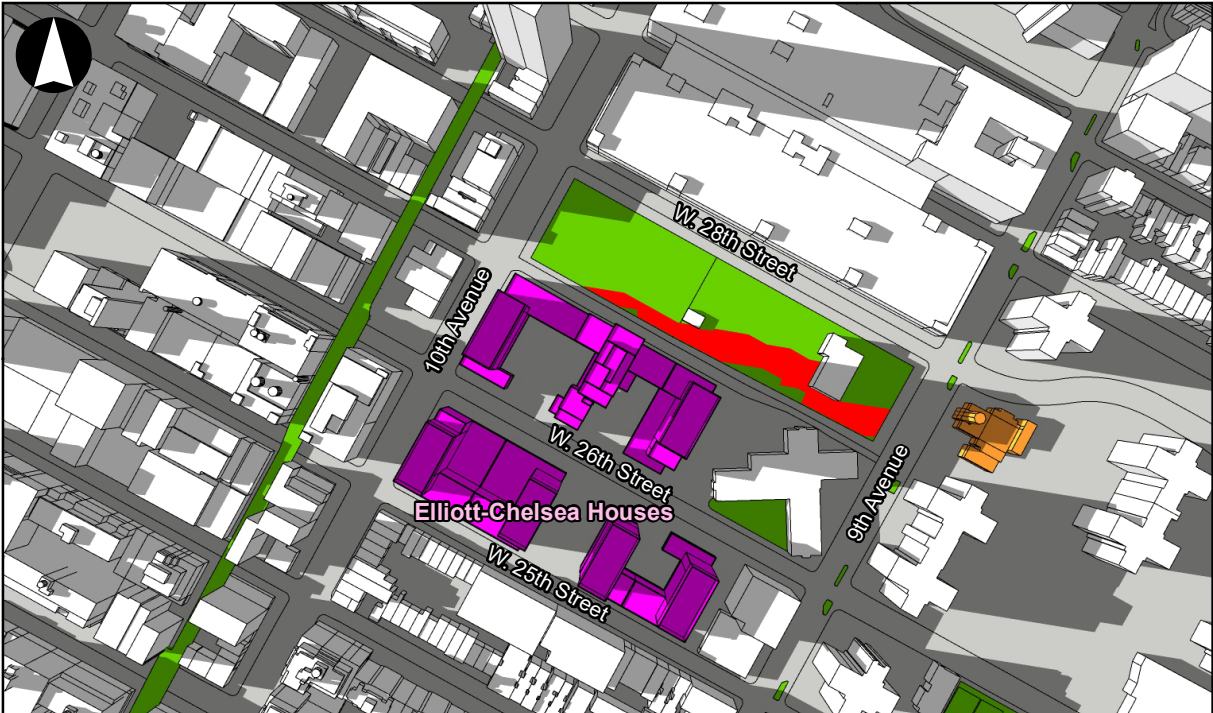 W. 28th Street
10th Avenue
W. 26th Street
9th Avenue
Elliott-Chelsea Houses
W. 25th Street